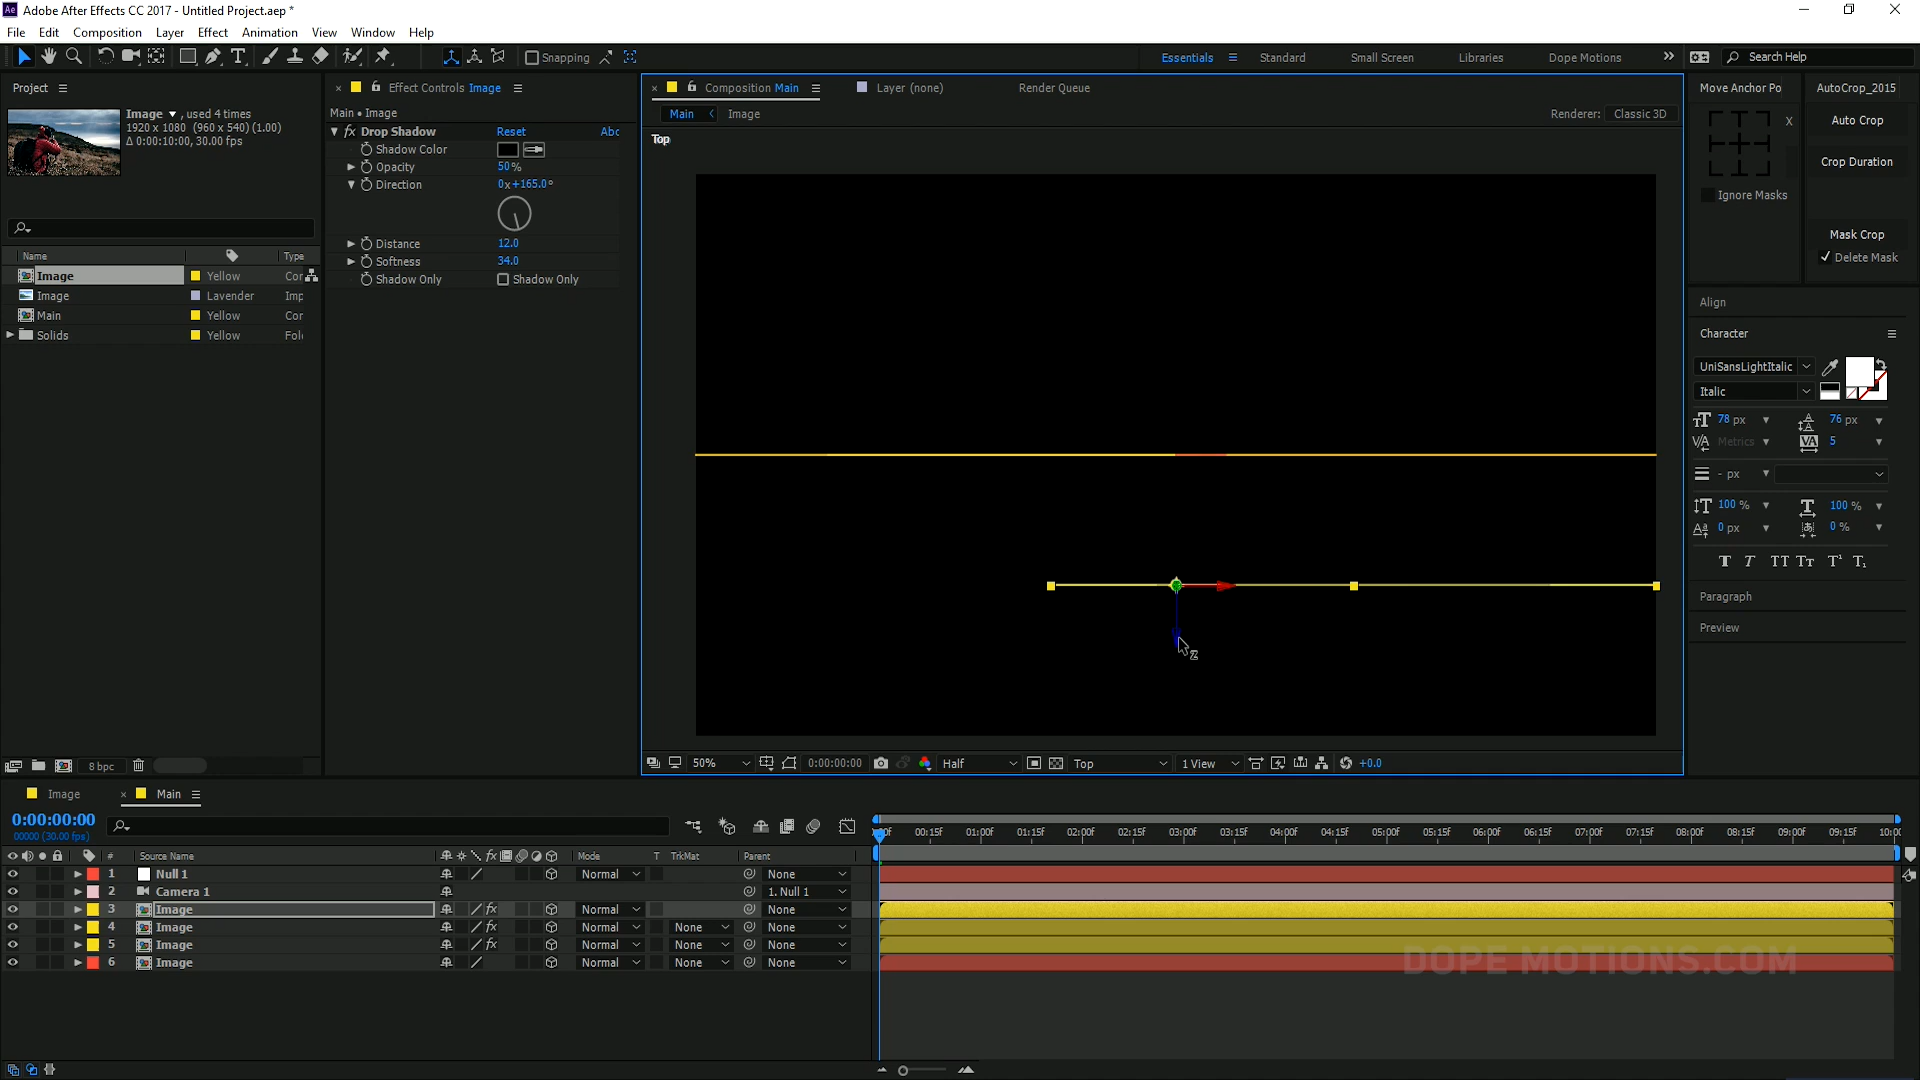 Adobe After Effects CC 2017 - Untitled Project.aep *
File Edit Composition Layer Effect Animation View Window Help
Snapping
Essentials Standard Small Screen Libraries Dope Motions
Search Help
Project
Image , used 4 times
1920 x 1080 (960 x 540) (1.00)
Δ 0:00:10:00, 30.00 fps
Name Type
Image Yellow Cor
Image Lavender Imp
Main Yellow Cor
Solids Yellow Fol
8 bpc
Effect Controls Image
Main • Image
fx Drop Shadow Reset Abc
Shadow Color
Opacity 50%
Direction 0x+165.0°
Distance 12.0
Softness 34.0
Shadow Only Shadow Only
Composition Main Layer (none) Render Queue
Main Image Renderer: Classic 3D
Top
50% 0:00:00:00 Half Top 1 View +0.0
Move Anchor Po AutoCrop_2015
X Auto Crop
Crop Duration
Ignore Masks
Mask Crop
Delete Mask
Align
Character
UniSansLightItalic
Italic
78 px 76 px
Metrics 5
- px
100 % 100 %
0 px 0 %
Paragraph
Preview
Image Main
0:00:00:00
00000 (30.00 fps)
# Source Name Mode T TrkMat Parent
00:15f 01:00f 01:15f 02:00f 02:15f 03:00f 03:15f 04:00f 04:15f 05:00f 05:15f 06:00f 06:15f 07:00f 07:15f 08:00f 08:15f 09:00f 09:15f 10:00
1 Null 1 Normal None
2 Camera 1 1. Null 1
3 Image fx Normal None
4 Image fx Normal None None
5 Image fx Normal None None
6 Image Normal None None
DOPE MOTIONS.COM